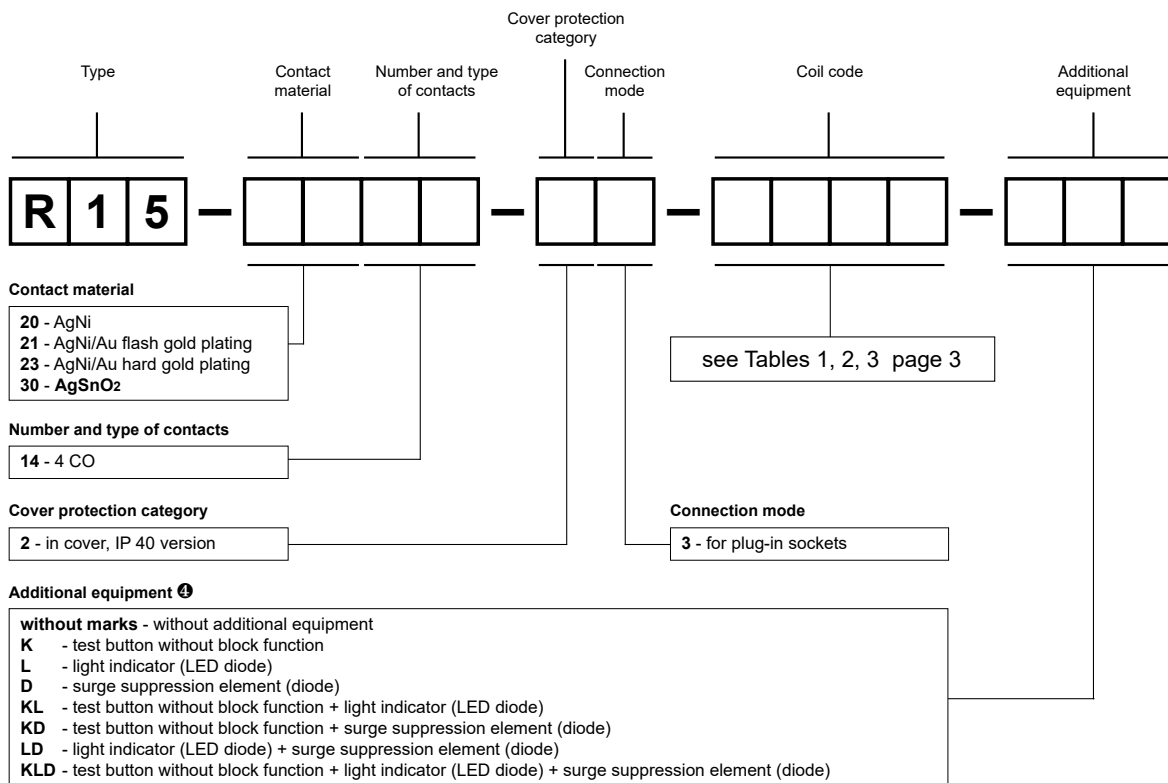 Cover protection
category
Type
Contact
material
Number and type
of contacts
Connection
mode
Coil code
Additional
equipment
R 1 5 – – – –
Contact material
20 - AgNi
21 - AgNi/Au flash gold plating
23 - AgNi/Au hard gold plating
30 - AgSnO2
see Tables 1, 2, 3 page 3
Number and type of contacts
14 - 4 CO
Cover protection category
2 - in cover, IP 40 version
Connection mode
3 - for plug-in sockets
Additional equipment ❹
without marks - without additional equipment
K - test button without block function
L - light indicator (LED diode)
D - surge suppression element (diode)
KL - test button without block function + light indicator (LED diode)
KD - test button without block function + surge suppression element (diode)
LD - light indicator (LED diode) + surge suppression element (diode)
KLD - test button without block function + light indicator (LED diode) + surge suppression element (diode)